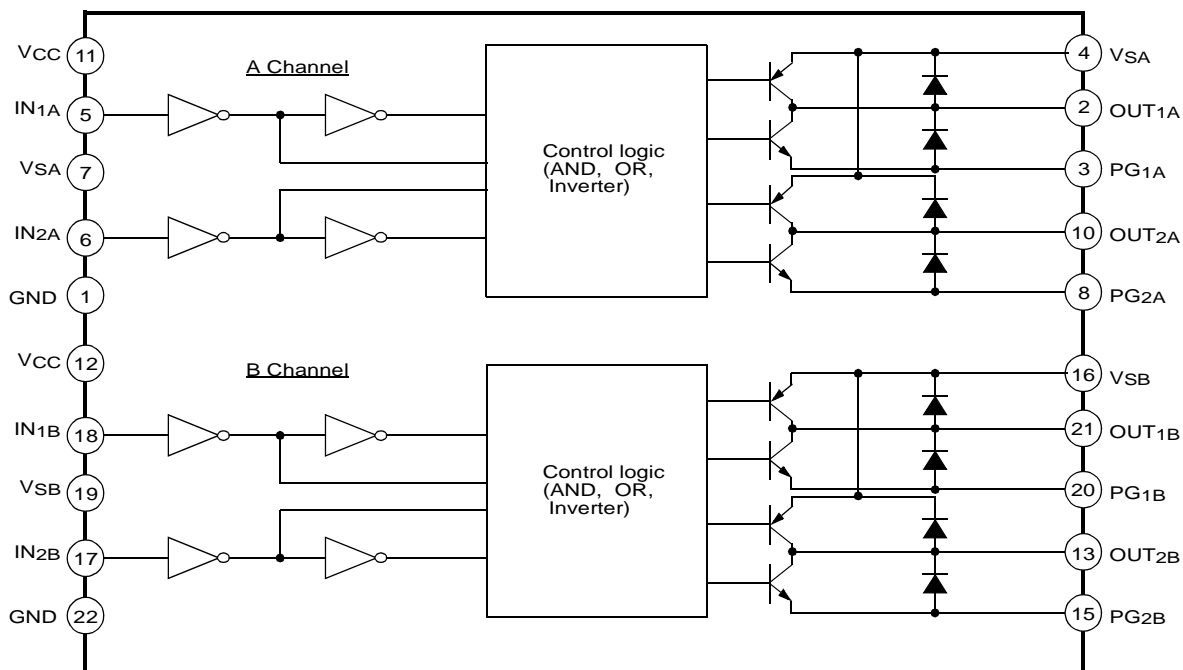 VCC 11
A Channel
4 VSA
IN1A 5
2 OUT1A
VSA 7
Control logic
(AND, OR,
Inverter)
3 PG1A
IN2A 6
10 OUT2A
GND 1
8 PG2A
VCC 12
B Channel
16 VSB
IN1B 18
21 OUT1B
VSB 19
Control logic
(AND, OR,
Inverter)
20 PG1B
IN2B 17
13 OUT2B
GND 22
15 PG2B